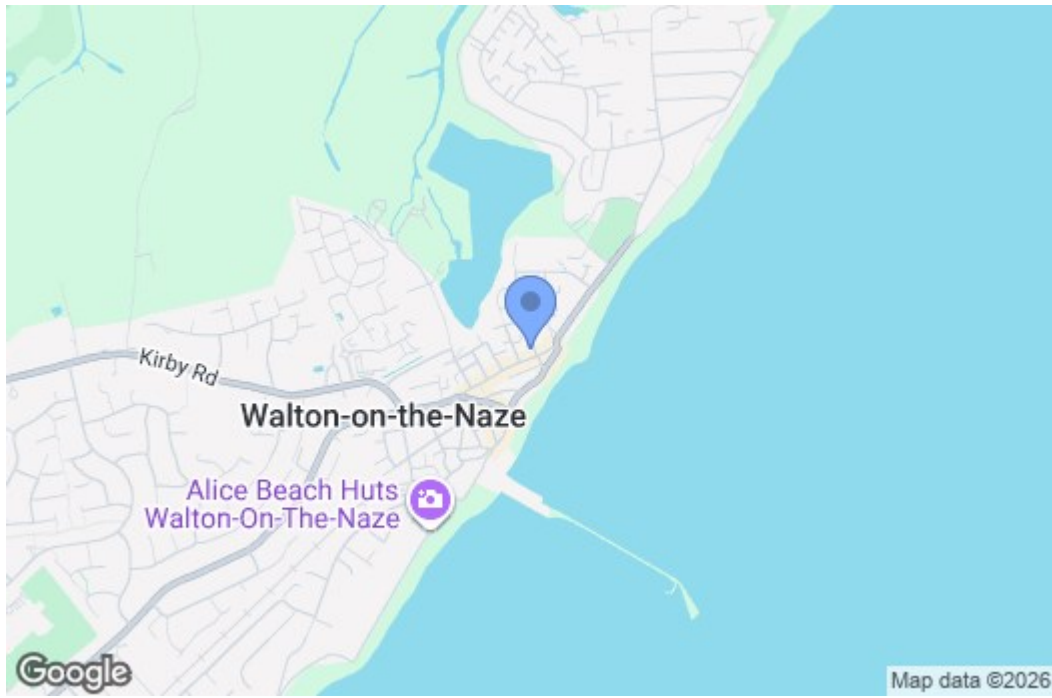 Kirby Rd
Walton-on-the-Naze
Alice Beach Huts
Walton-On-The-Naze
Google
Map data ©2026